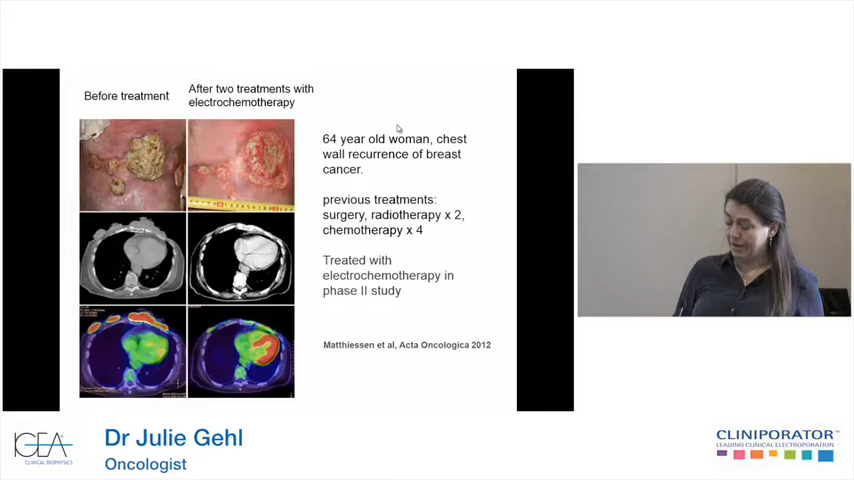 Before treatment
After two treatments with
electrochemotherapy
64 year old woman, chest
wall recurrence of breast
cancer.
previous treatments:
surgery, radiotherapy x 2,
chemotherapy x 4
Treated with
electrochemotherapy in
phase II study
Matthiessen et al, Acta Oncologica 2012
IGEA
CLINICAL BIOPHYSICS
Dr Julie Gehl
Oncologist
CLINIPORATOR™
LEADING CLINICAL ELECTROPORATION